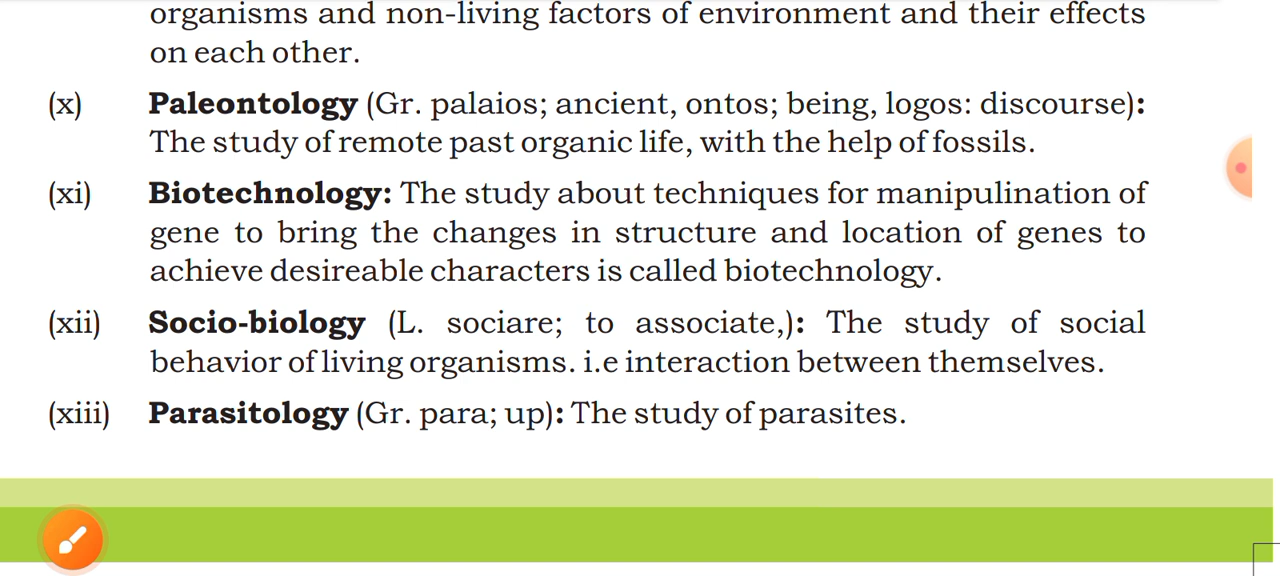 organisms and non-living factors of environment and their effects
on each other.
(x) Paleontology (Gr. palaios; ancient, ontos; being, logos: discourse):
The study of remote past organic life, with the help of fossils.
(xi) Biotechnology: The study about techniques for manipulination of
gene to bring the changes in structure and location of genes to
achieve desireable characters is called biotechnology.
(xii) Socio-biology (L. sociare; to associate,): The study of social
behavior of living organisms. i.e interaction between themselves.
(xiii) Parasitology (Gr. para; up): The study of parasites.